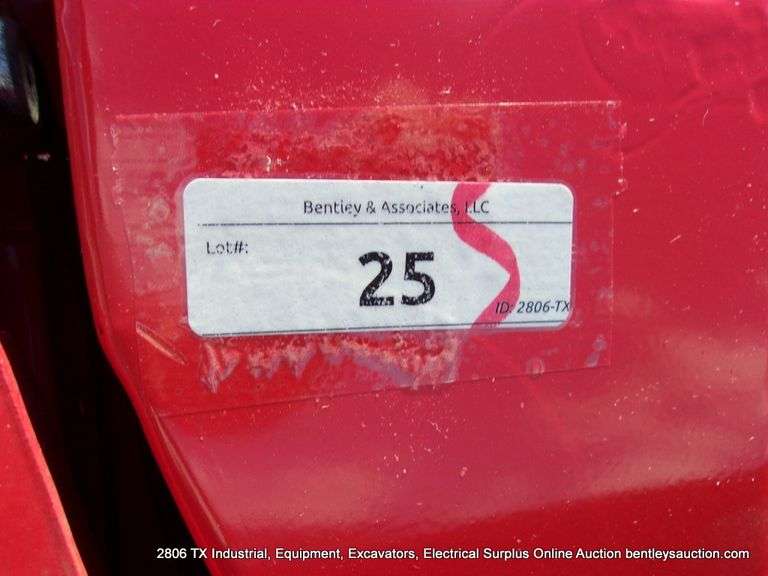 Bentley & Associates, LLC
Lot#:
25
ID: 2806-TX
2806 TX Industrial, Equipment, Excavators, Electrical Surplus Online Auction bentleysauction.com